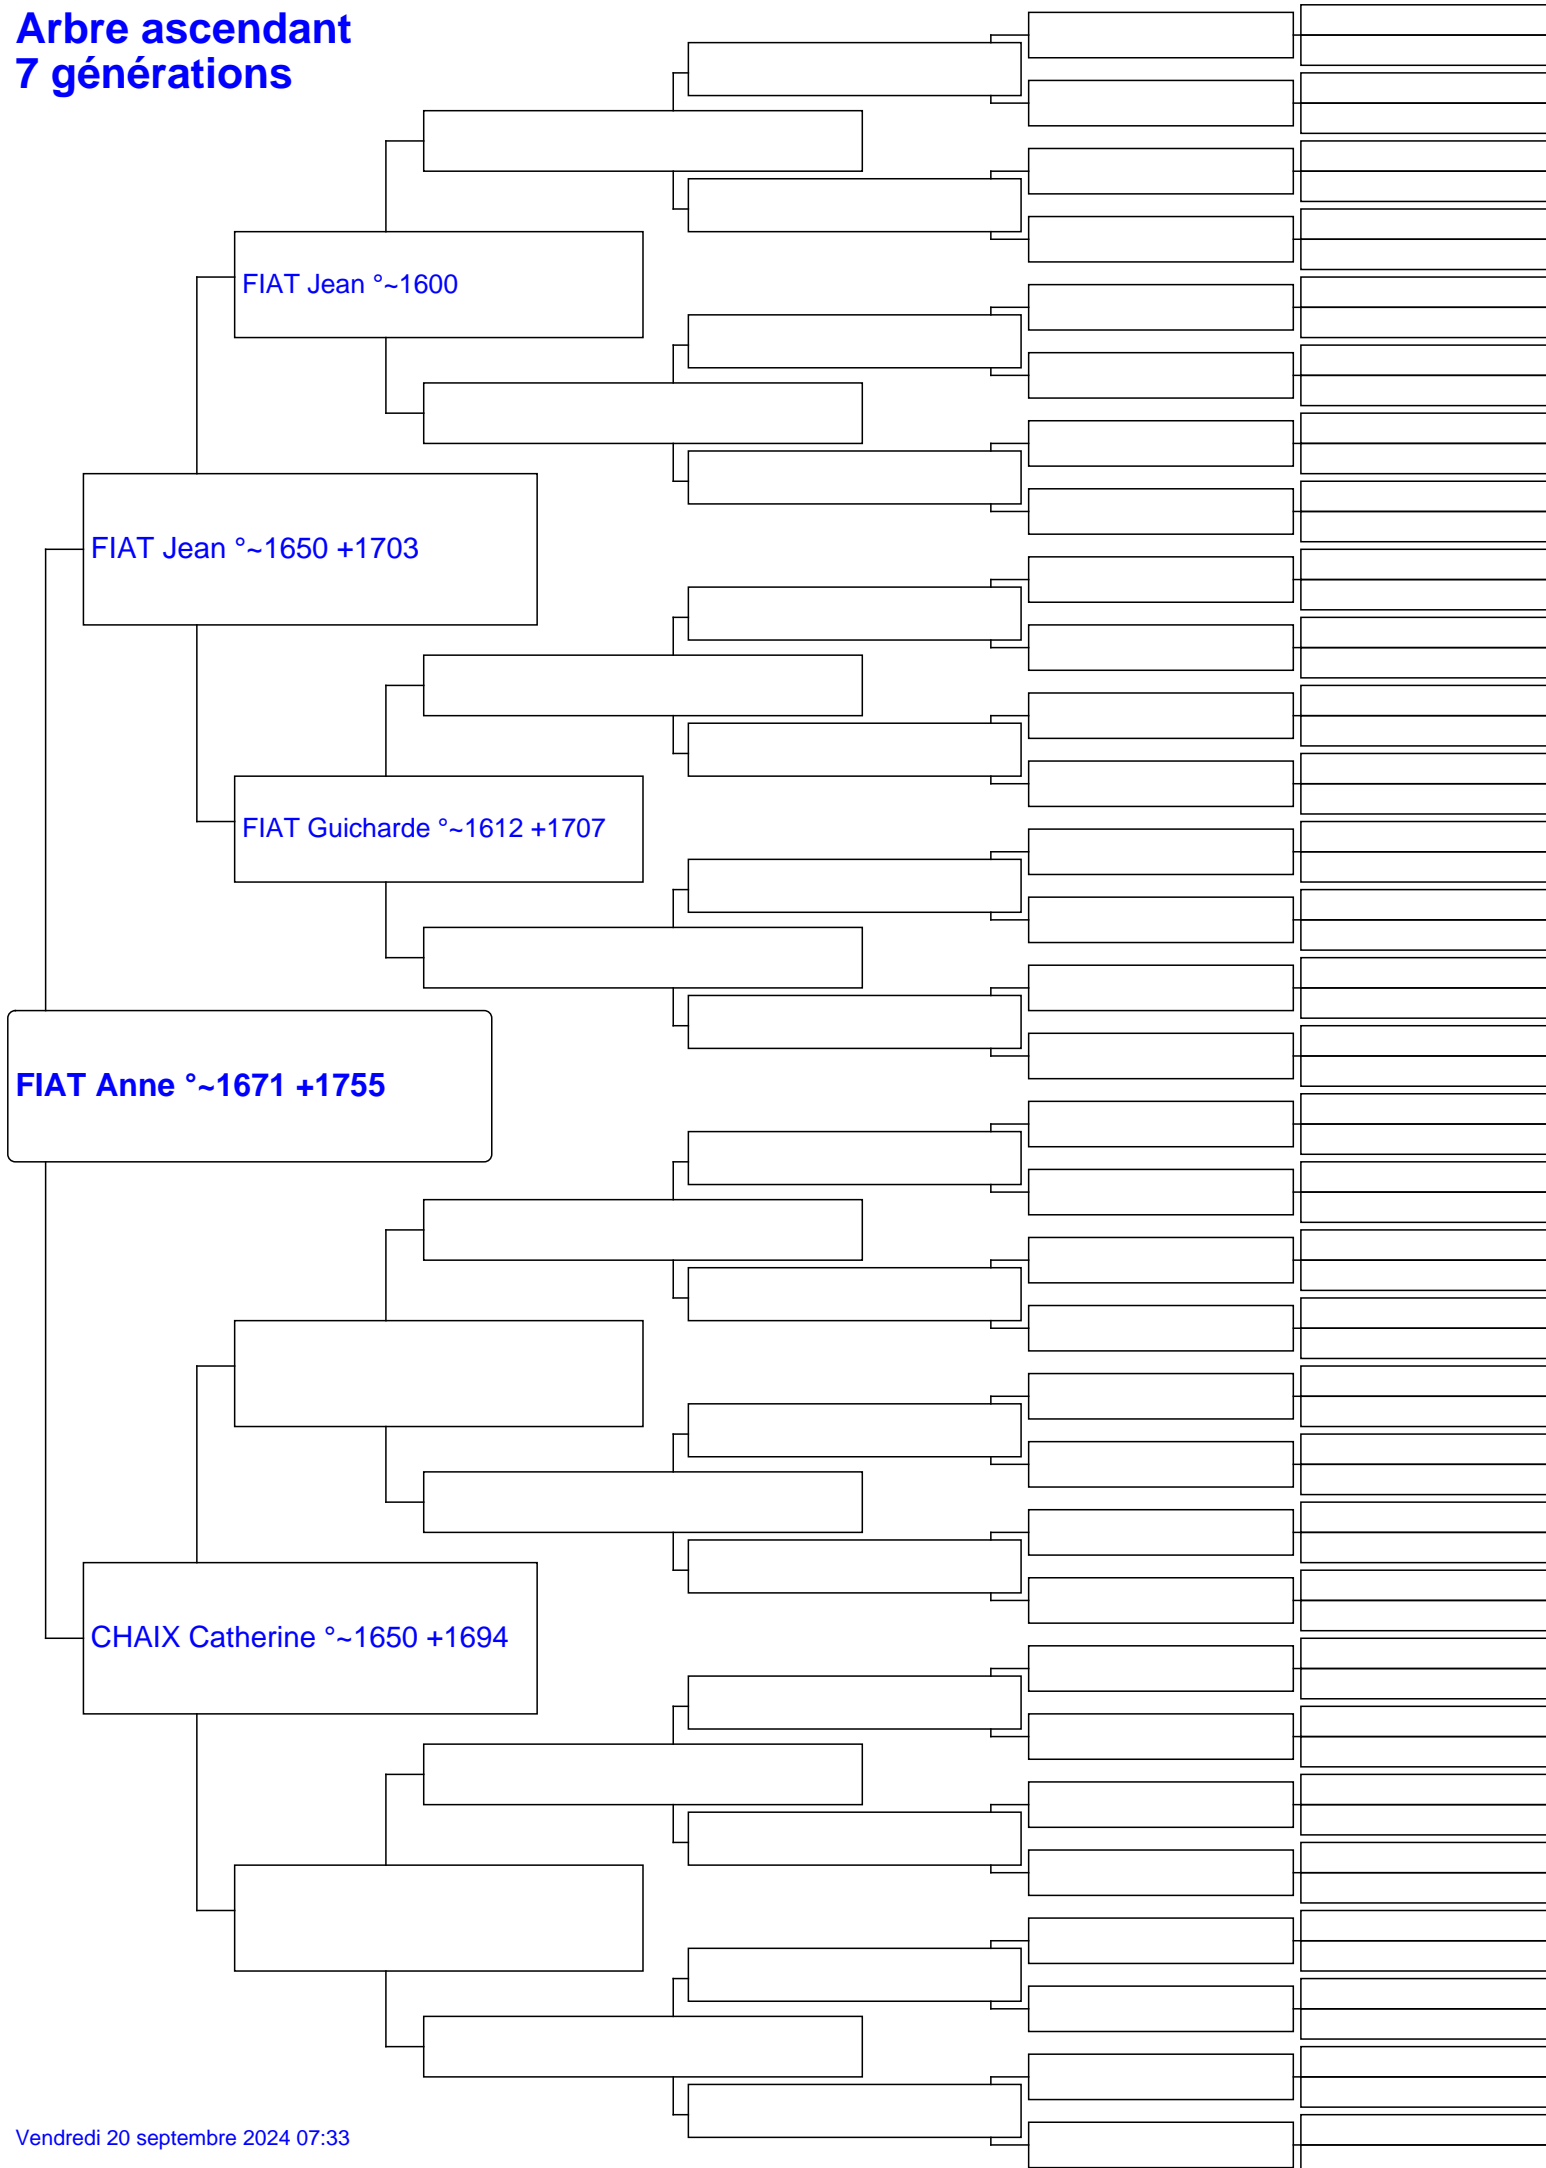 Arbre ascendant
7 générations
FIAT Jean °~1600
FIAT Jean °~1650 +1703
FIAT Guicharde °~1612 +1707
FIAT Anne °~1671 +1755
CHAIX Catherine °~1650 +1694
Vendredi 20 septembre 2024 07:33